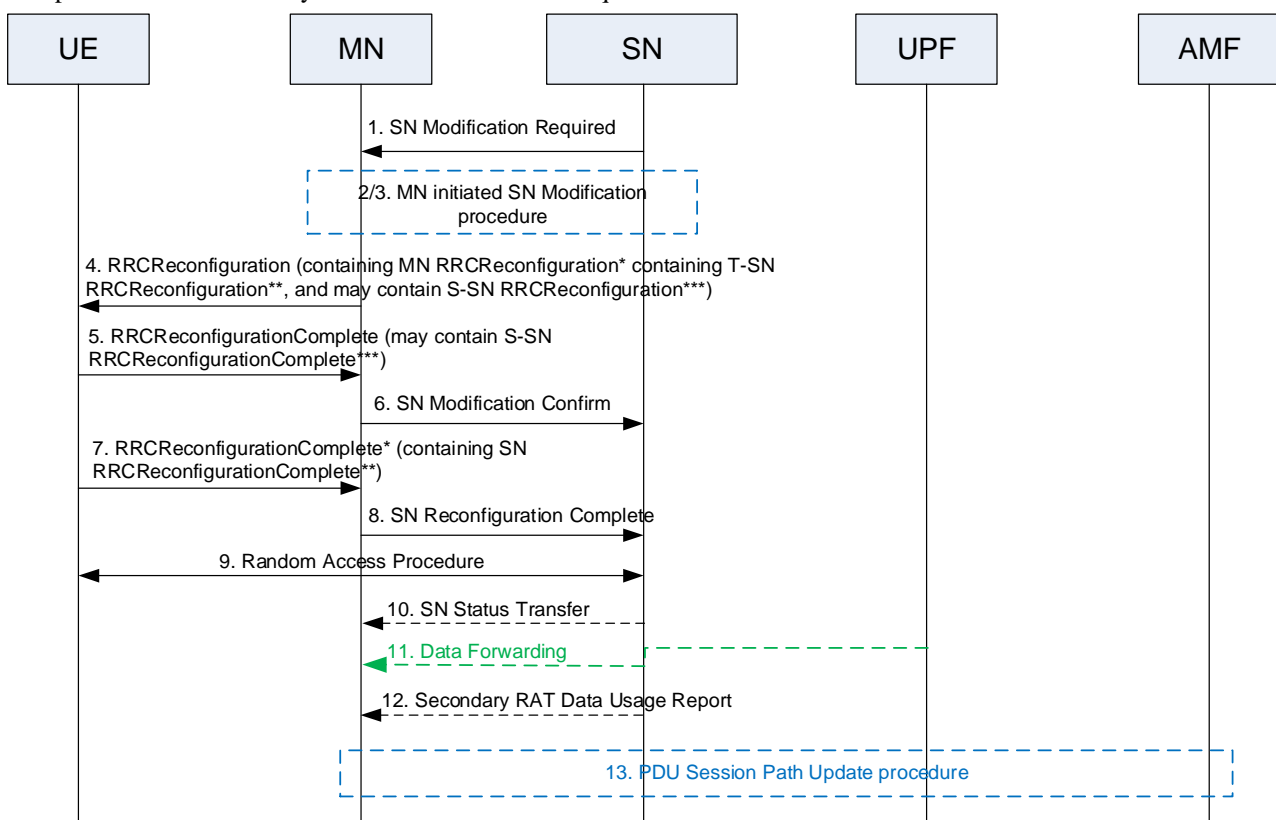 UE
MN
SN
UPF
AMF
1. SN Modification Required
2/3. MN initiated SN Modification
procedure
4. RRCReconfiguration (containing MN RRCReconfiguration* containing T-SN
RRCReconfiguration**, and may contain S-SN RRCReconfiguration***)
5. RRCReconfigurationComplete (may contain S-SN
RRCReconfigurationComplete***)
6. SN Modification Confirm
7. RRCReconfigurationComplete* (containing SN
RRCReconfigurationComplete**)
8. SN Reconfiguration Complete
9. Random Access Procedure
10. SN Status Transfer
11. Data Forwarding
12. Secondary RAT Data Usage Report
13. PDU Session Path Update procedure